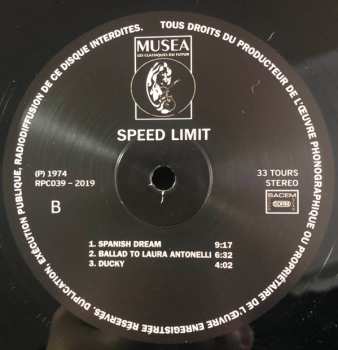 TOUS DROITS DU PRODUCTEUR DE L'ŒUVRE PHONOGRAPHIQUE OU PROPRIÉTAIRE DE L'ŒUVRE ENREGISTRÉE RÉSERVÉS. DUPLICATION, EXÉCUTION PUBLIQUE, RADIODIFFUSION DE CE DISQUE INTERDITES.
MUSEA
LES CLASSIQUES DU FUTUR
SPEED LIMIT
(P) 1974
RPC039 – 2019
33 TOURS
STEREO
B
SACEM
1. SPANISH DREAM 9:17
2. BALLAD TO LAURA ANTONELLI 6:32
3. DUCKY 4:02